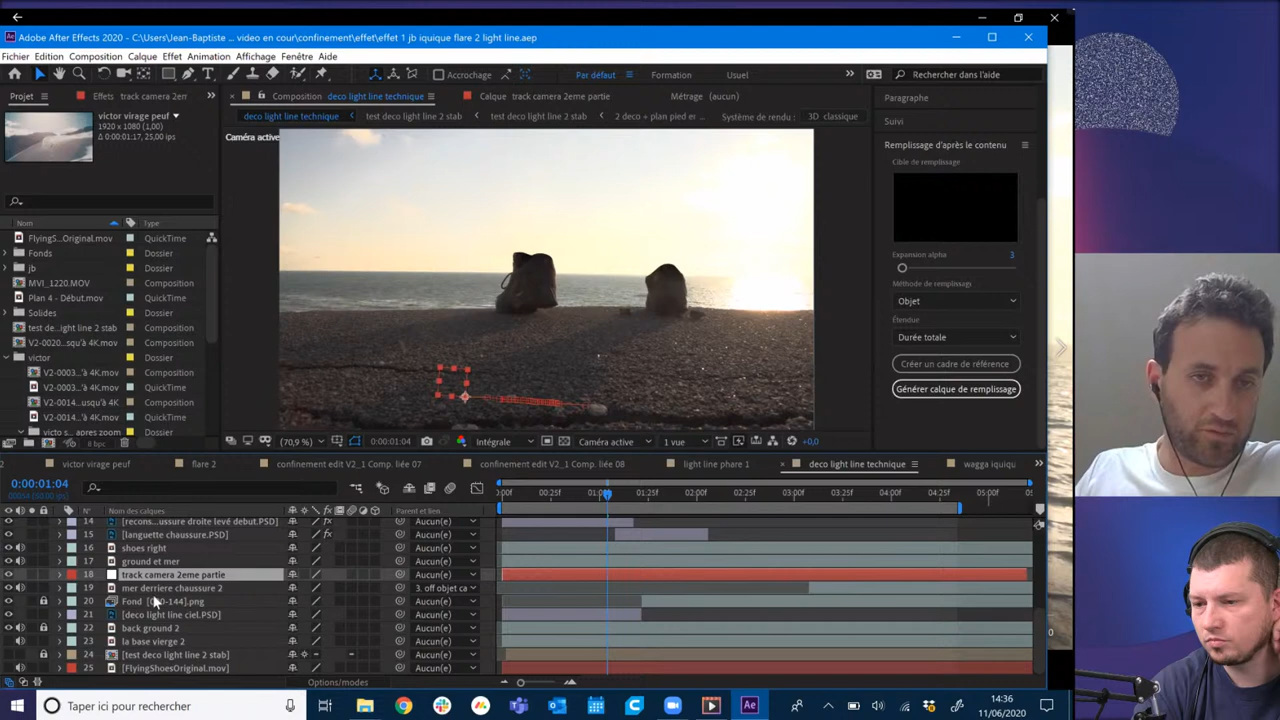 Adobe After Effects 2020 - C:\Users\Jean-Baptiste ... video en cour\confinement\effet\effet 1 jb iquique flare 2 light line.aep
Fichier Edition Composition Calque Effet Animation Affichage Fenêtre Aide
Accrochage Par défaut Formation Usuel Rechercher dans l'aide
Projet Effets track camera 2em
Composition deco light line technique Calque track camera 2eme partie Métrage (aucun)
Paragraphe
victor virage peuf
1920 x 1080 (1,00)
Δ 0:00:01:17, 25,00 ips
deco light line technique test deco light line 2 stab test deco light line 2 stab 2 deco + plan pied e... Système de rendu : 3D classique
Suivi
Caméra active
Remplissage d'après le contenu
Cible de remplissage
Nom Type
FlyingS...Original.mov QuickTime
Fonds Dossier
jb Dossier
MVI_1220.MOV Composition
Plan 4 - Début.mov QuickTime
Solides Dossier
test de...ight line 2 stab Composition
V2-0020...squ'à 4K.mov Composition
victor Dossier
V2-0003...'à 4K.mov Composition
V2-0003...'à 4K.mov QuickTime
V2-0014...usqu'à 4K Composition
V2-0014...'à 4K.mov QuickTime
victo s... apres zoom Dossier
Expansion alpha 3
Méthode de remplissage
Objet
Étendue
Durée totale
Créer un cadre de référence
Générer calque de remplissage
8 bpc
(70,9 %) 0:00:01:04 Intégrale Caméra active 1 vue +0,0
2 victor virage peuf flare 2 confinement edit V2_1 Comp. liée 07 confinement edit V2_1 Comp. liée 08 light line phase 1 deco light line technique wagga iquiqu
0:00:01:04
N° Nom des calques Parent et lien
00f 00:25f 01:0 01:25f 02:00f 02:25f 03:00f 03:25f 04:00f 04:25f 05:00f
14 [recons...ussure droite levé debut.PSD] Aucun(e)
15 [languette chaussure.PSD] Aucun(e)
16 shoes right Aucun(e)
17 ground et mer Aucun(e)
18 track camera 2eme partie Aucun(e)
19 mer derriere chaussure 2 3. off objet ca
20 Fond Aucun(e)
21 [deco light line ciel.PSD] Aucun(e)
22 back ground 2 Aucun(e)
23 la base vierge 2 Aucun(e)
24 [test deco light line 2 stab] Aucun(e)
25 [FlyingShoesOriginal.mov] Aucun(e)
Options/modes
Taper ici pour rechercher
14:36
11/06/2020